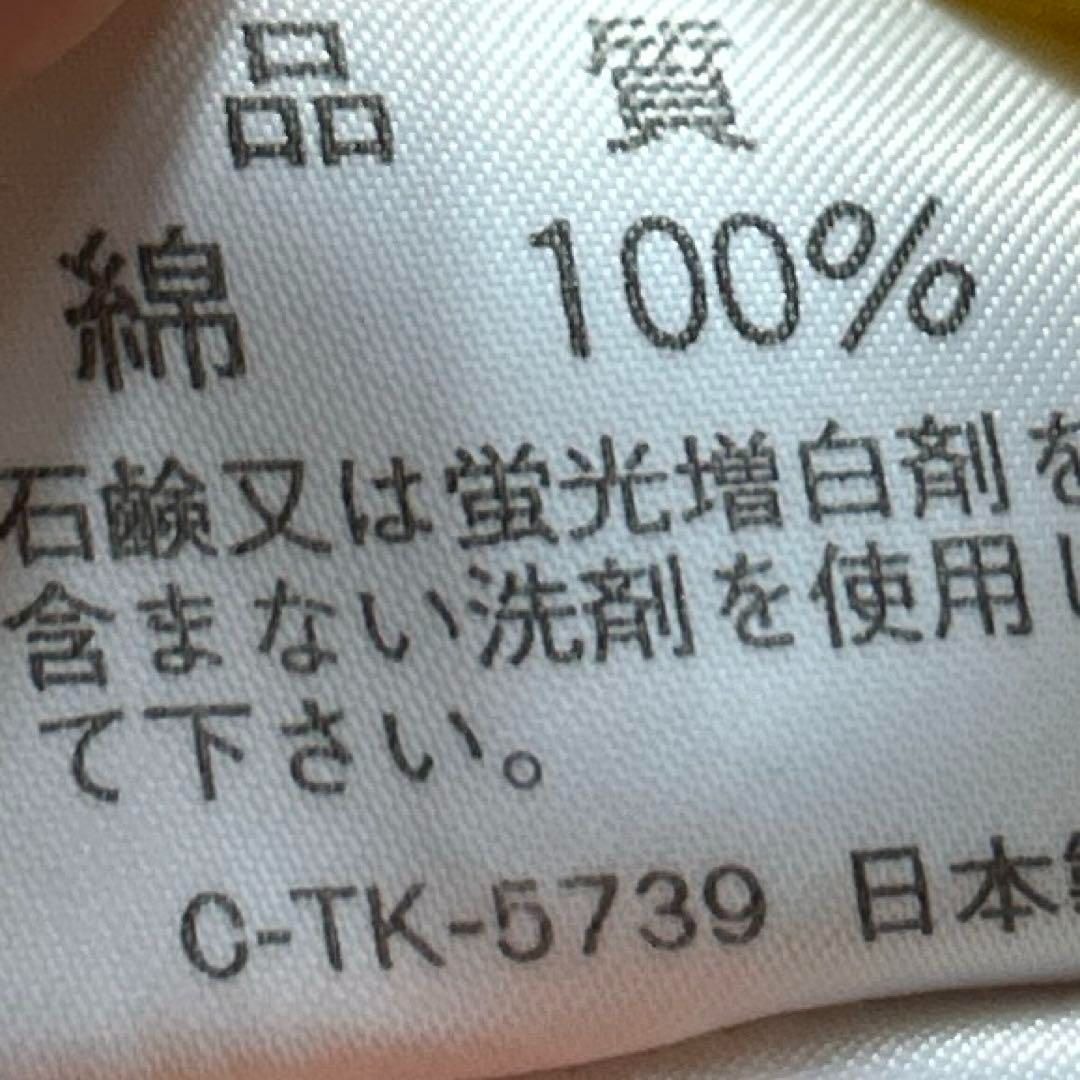 品 質
綿 100%
石鹸又は蛍光増白剤を
含まない洗剤を使用し
て下さい。
C-TK-5739 日本製